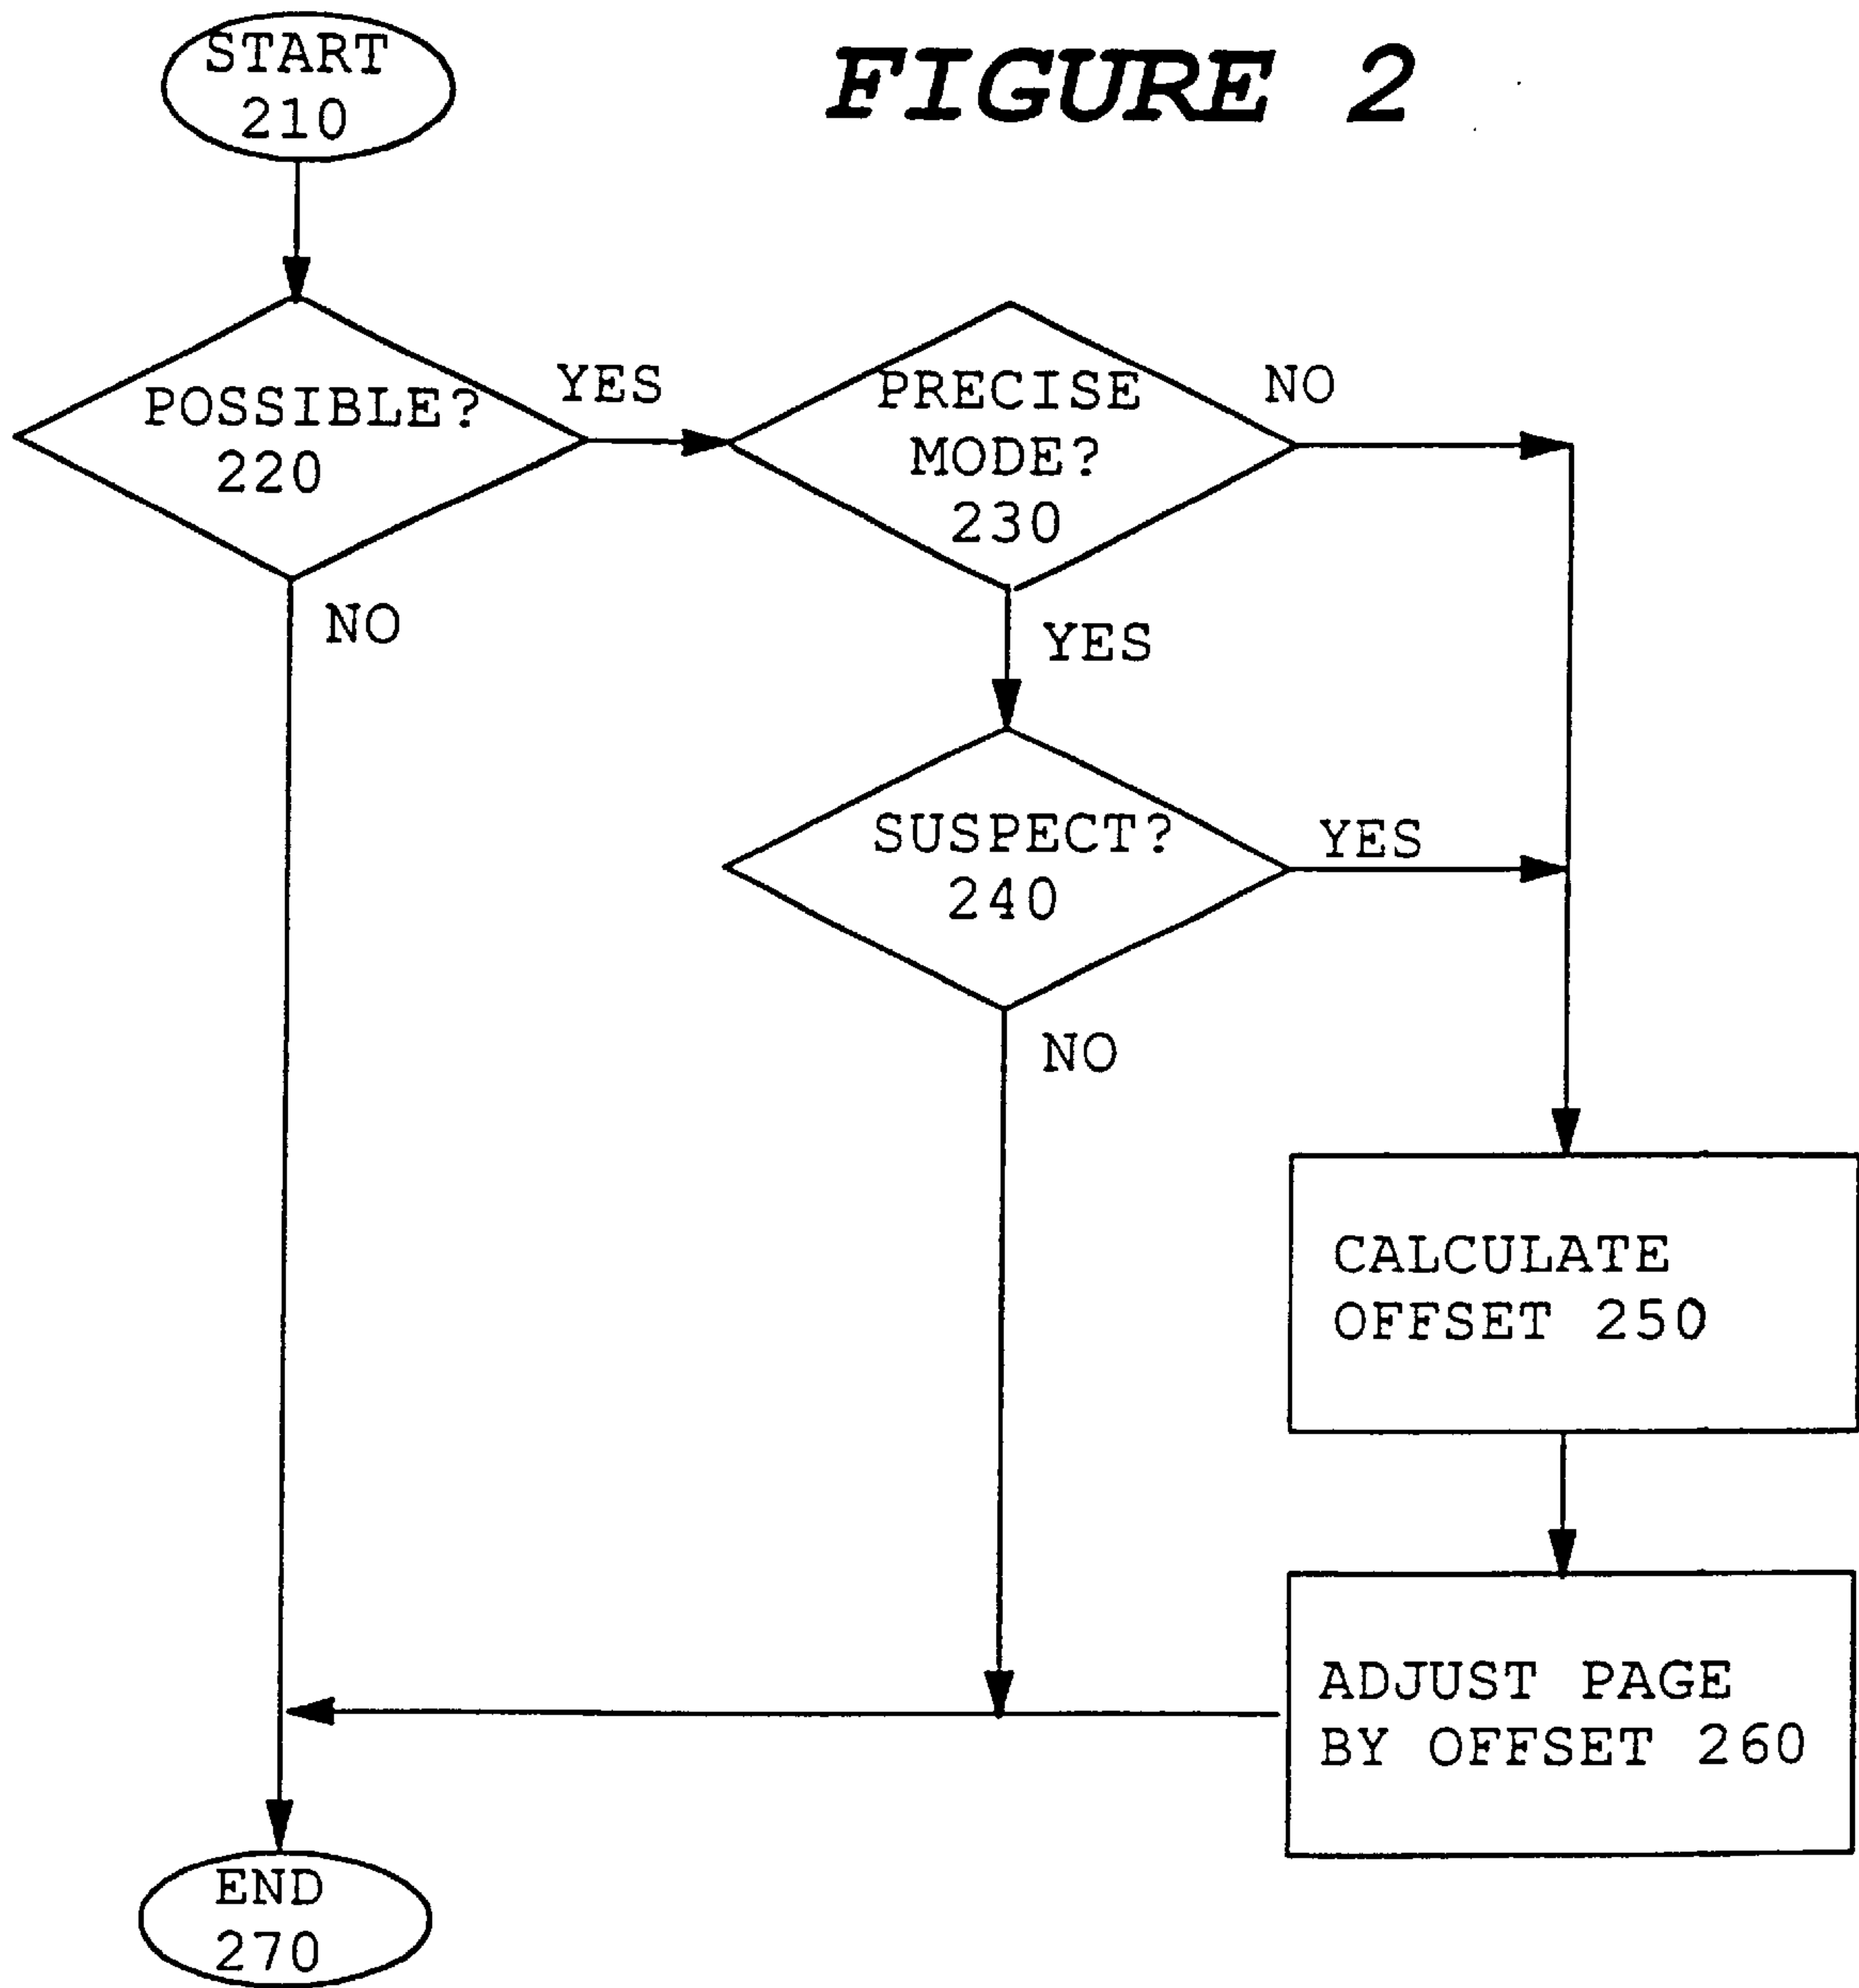 FIGURE 2
START
210
POSSIBLE?
220
YES
NO
PRECISE
MODE?
230
NO
YES
SUSPECT?
240
YES
NO
CALCULATE
OFFSET 250
ADJUST PAGE
BY OFFSET 260
END
270